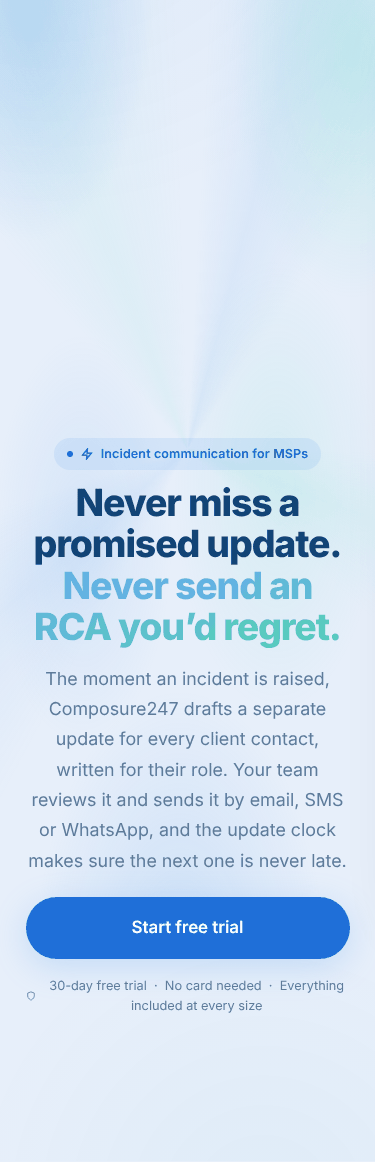 Incident communication for MSPs
Never miss a
promised update.
Never send an
RCA you’d regret.
The moment an incident is raised,
Composure247 drafts a separate
update for every client contact,
written for their role. Your team
reviews it and sends it by email, SMS
or WhatsApp, and the update clock
makes sure the next one is never late.
Start free trial
30-day free trial · No card needed · Everything
included at every size